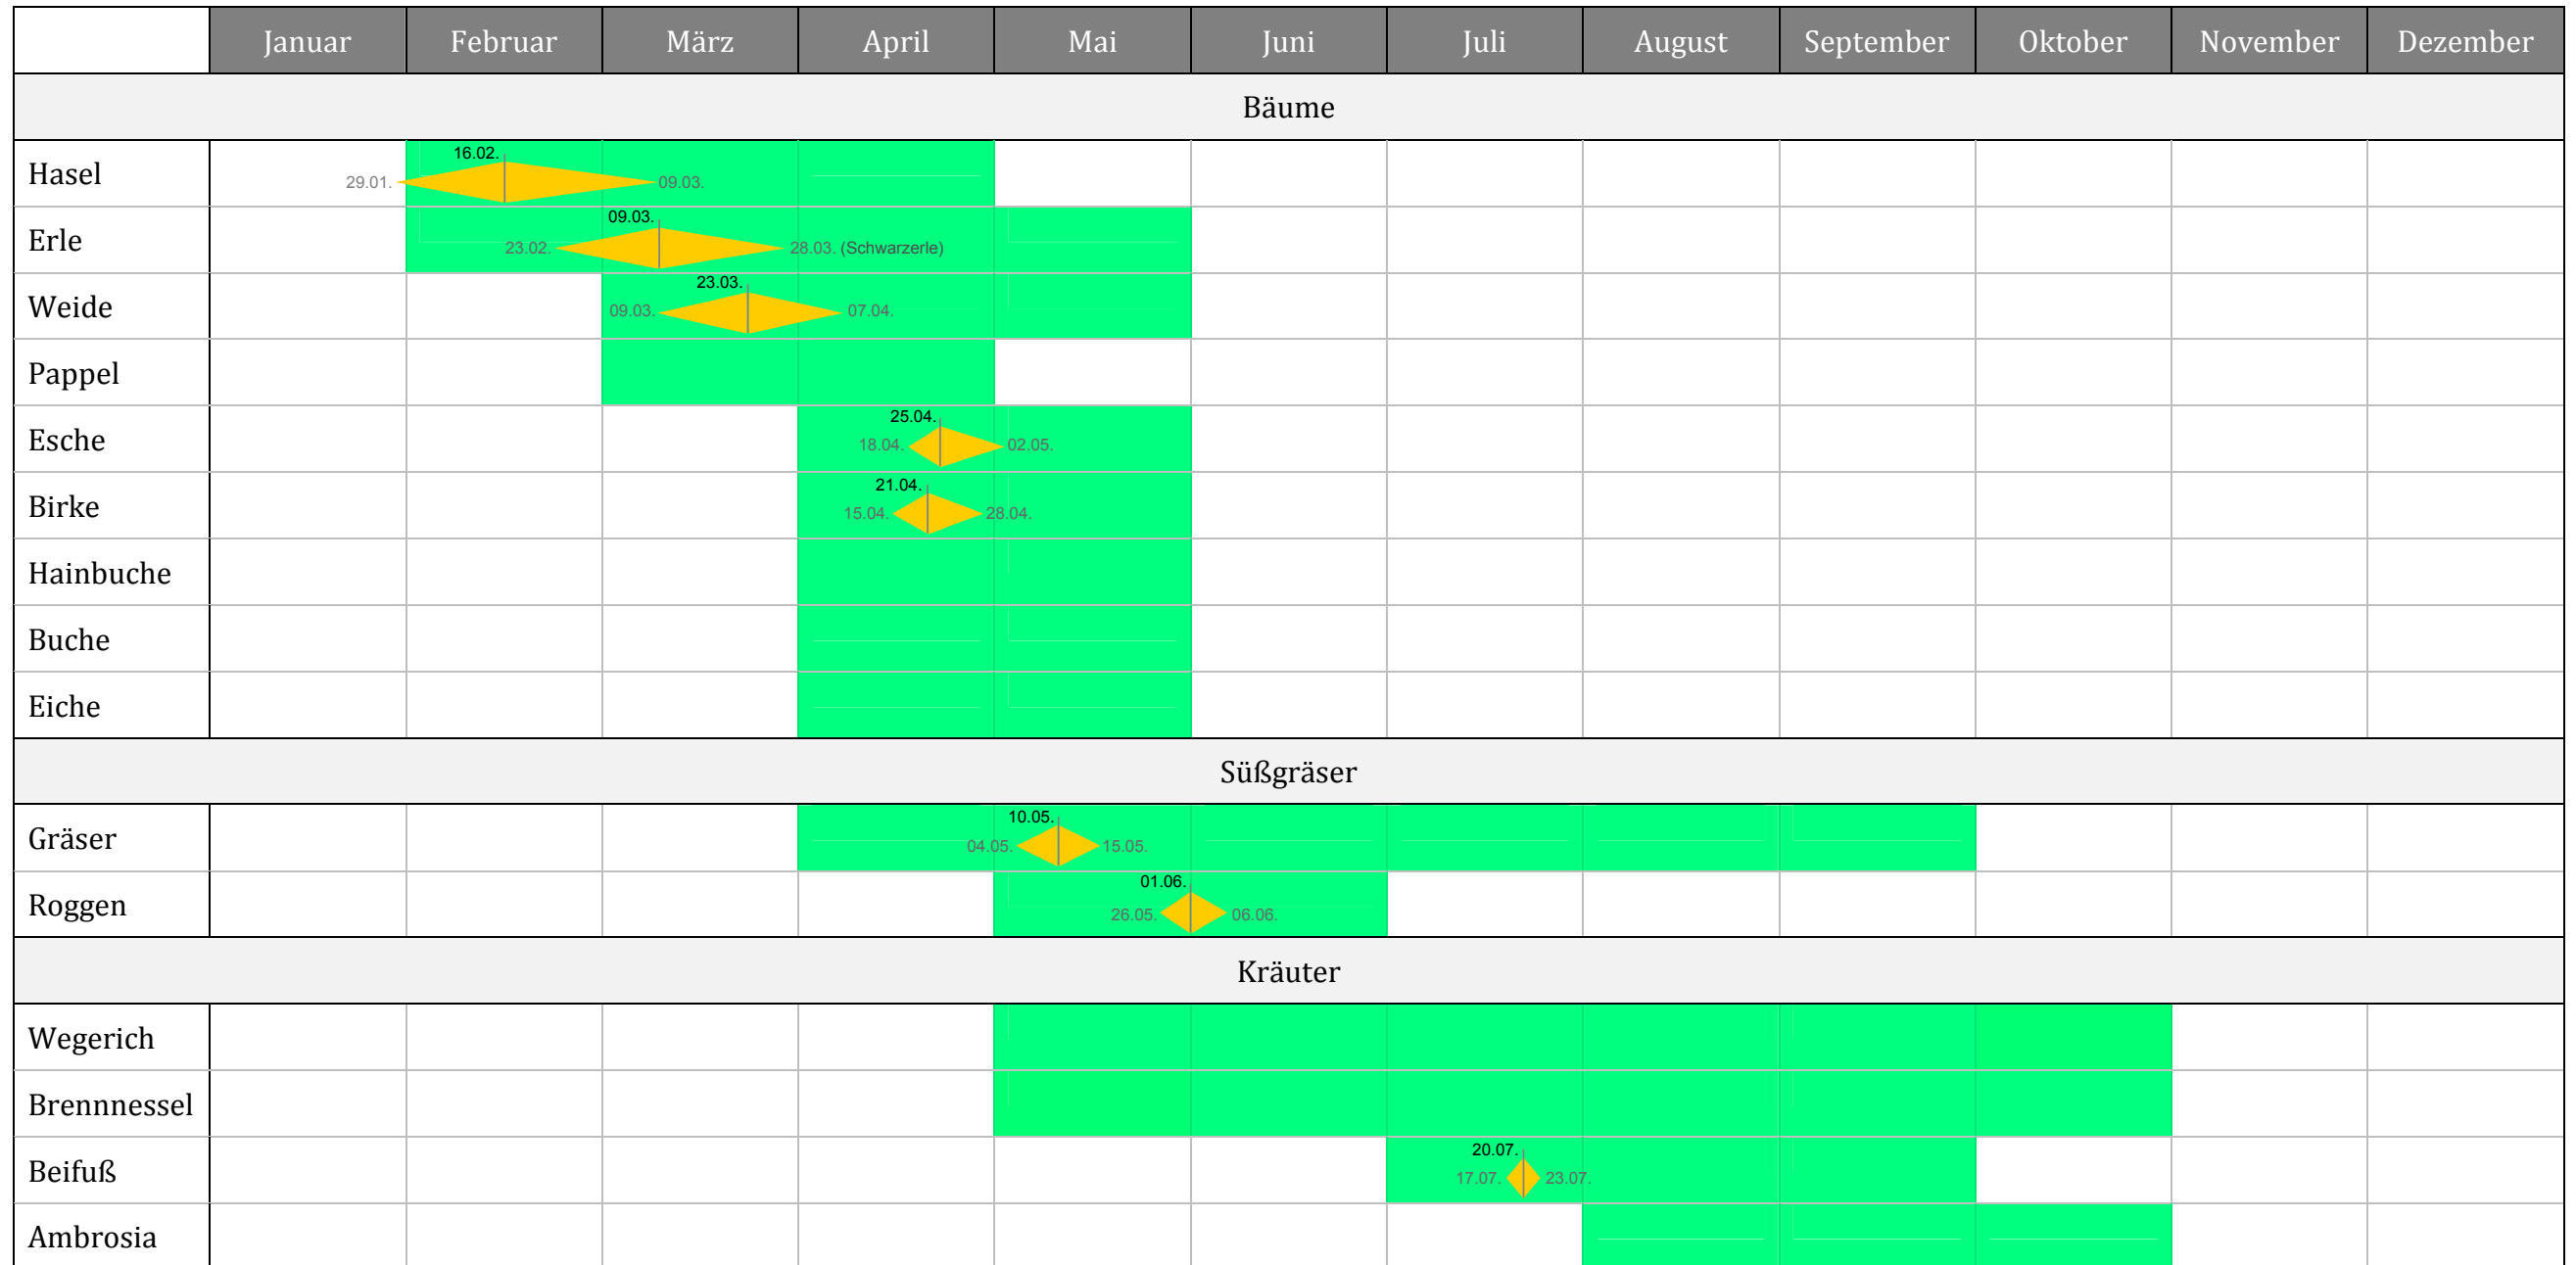 Januar Februar März April Mai Juni Juli August September Oktober November Dezember
Bäume
Hasel 29.01. 16.02. 09.03.
Erle 23.02. 09.03. 28.03. (Schwarzerle)
Weide 09.03. 23.03. 07.04.
Pappel
Esche 18.04. 25.04. 02.05.
Birke 15.04. 21.04. 28.04.
Hainbuche
Buche
Eiche
Süßgräser
Gräser 04.05. 10.05. 15.05.
Roggen 26.05. 01.06. 06.06.
Kräuter
Wegerich
Brennnessel
Beifuß 17.07. 20.07. 23.07.
Ambrosia